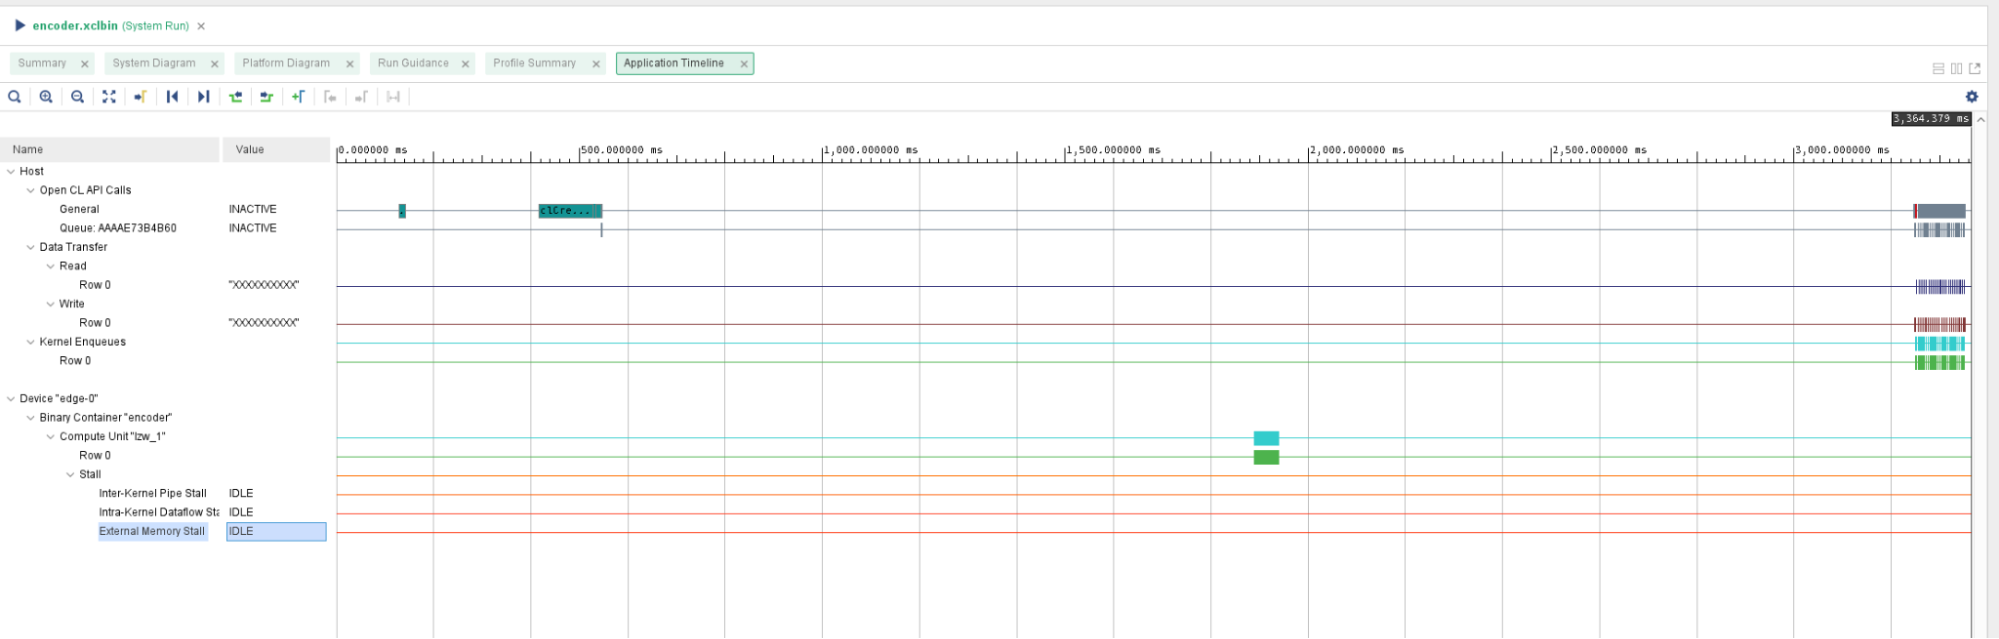 encoder.xclbin (System Run) ×
Summary × System Diagram × Platform Diagram × Run Guidance × Profile Summary × Application Timeline ×
3,364.379 ms
Name Value 0.000000 ms 500.000000 ms 1,000.000000 ms 1,500.000000 ms 2,000.000000 ms 2,500.000000 ms 3,000.000000 ms
Host
Open CL API Calls
General INACTIVE clCre...
Queue: AAAAE73B4B60 INACTIVE
Data Transfer
Read
Row 0 "XXXXXXXXXX"
Write
Row 0 "XXXXXXXXXX"
Kernel Enqueues
Row 0
Device "edge-0"
Binary Container "encoder"
Compute Unit "lzw_1"
Row 0
Stall
Inter-Kernel Pipe Stall IDLE
Intra-Kernel Dataflow Sta IDLE
External Memory Stall IDLE